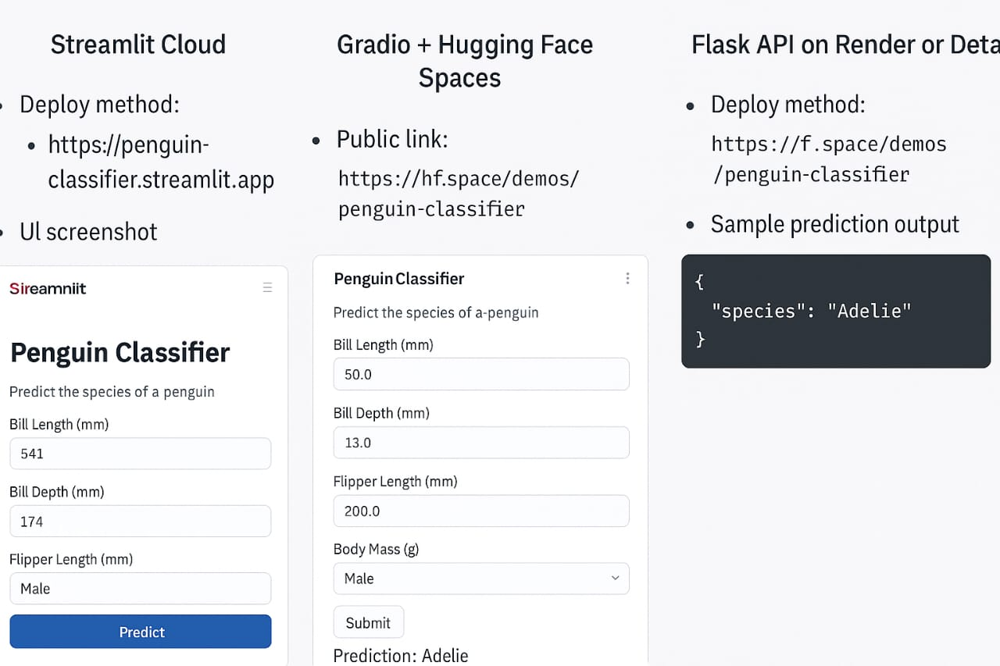 Streamlit Cloud
• Deploy method:
• https://penguin-
classifier.streamlit.app
• UI screenshot
Sireamniit
Penguin Classifier
Predict the species of a penguin
Bill Length (mm)
541
Bill Depth (mm)
174
Flipper Length (mm)
Male
Predict
Gradio + Hugging Face
Spaces
• Public link:
https://hf.space/demos/
penguin-classifier
Penguin Classifier
Predict the species of a-penguin
Bill Length (mm)
50.0
Bill Depth (mm)
13.0
Flipper Length (mm)
200.0
Body Mass (g)
Male
Submit
Prediction: Adelie
Flask API on Render or Deta
• Deploy method:
https://f.space/demos
/penguin-classifier
• Sample prediction output
{
"species": "Adelie"
}